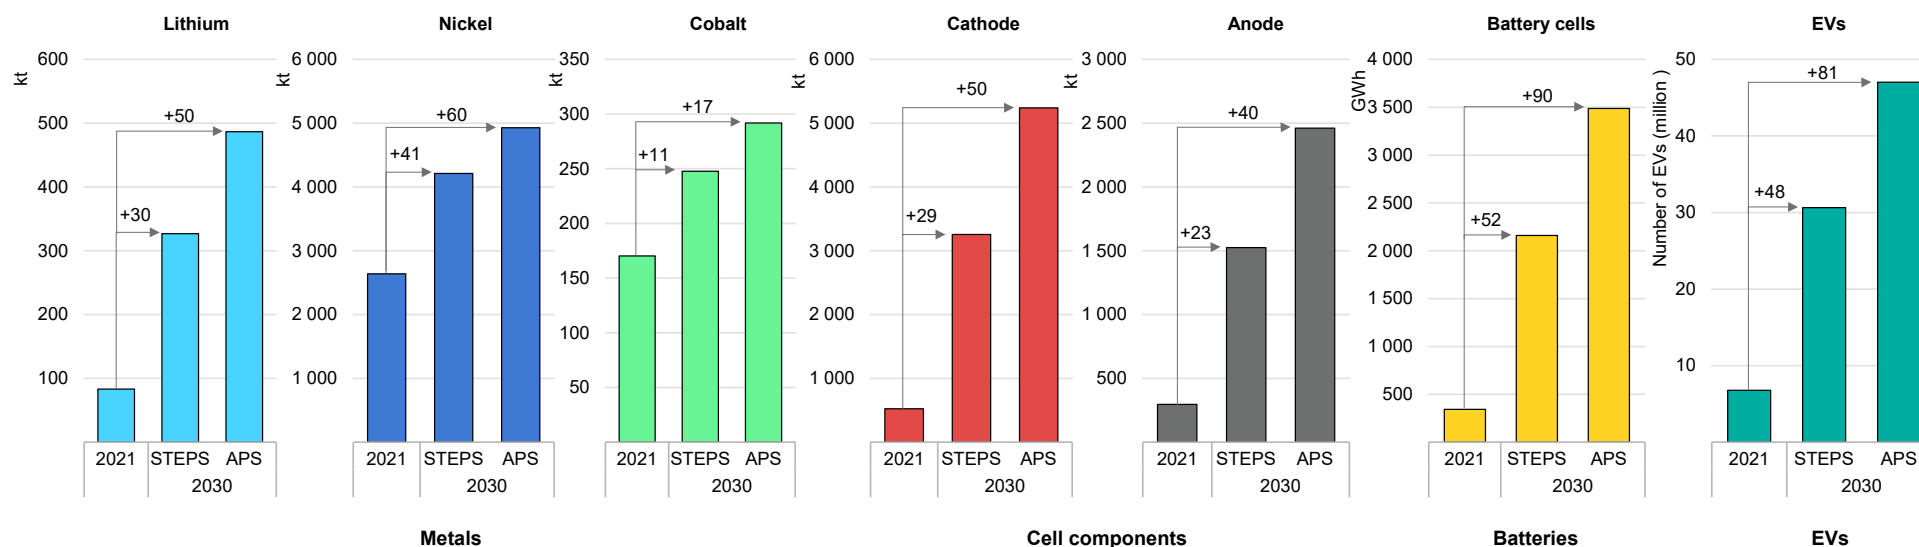 Lithium
kt
600
500
400
300
200
100
+50
+30
2021
STEPS
APS
2030
Nickel
kt
6 000
5 000
4 000
3 000
2 000
1 000
+60
+41
2021
STEPS
APS
2030
Cobalt
kt
350
300
250
200
150
100
50
+17
+11
2021
STEPS
APS
2030
Metals
Cathode
kt
6 000
5 000
4 000
3 000
2 000
1 000
+50
+29
2021
STEPS
APS
2030
Anode
kt
3 000
2 500
2 000
1 500
1 000
500
+40
+23
2021
STEPS
APS
2030
Cell components
Battery cells
GWh
4 000
3 500
3 000
2 500
2 000
1 500
1 000
500
+90
+52
2021
STEPS
APS
2030
Batteries
EVs
Number of EVs (million )
50
40
30
20
10
+81
+48
2021
STEPS
APS
2030
EVs